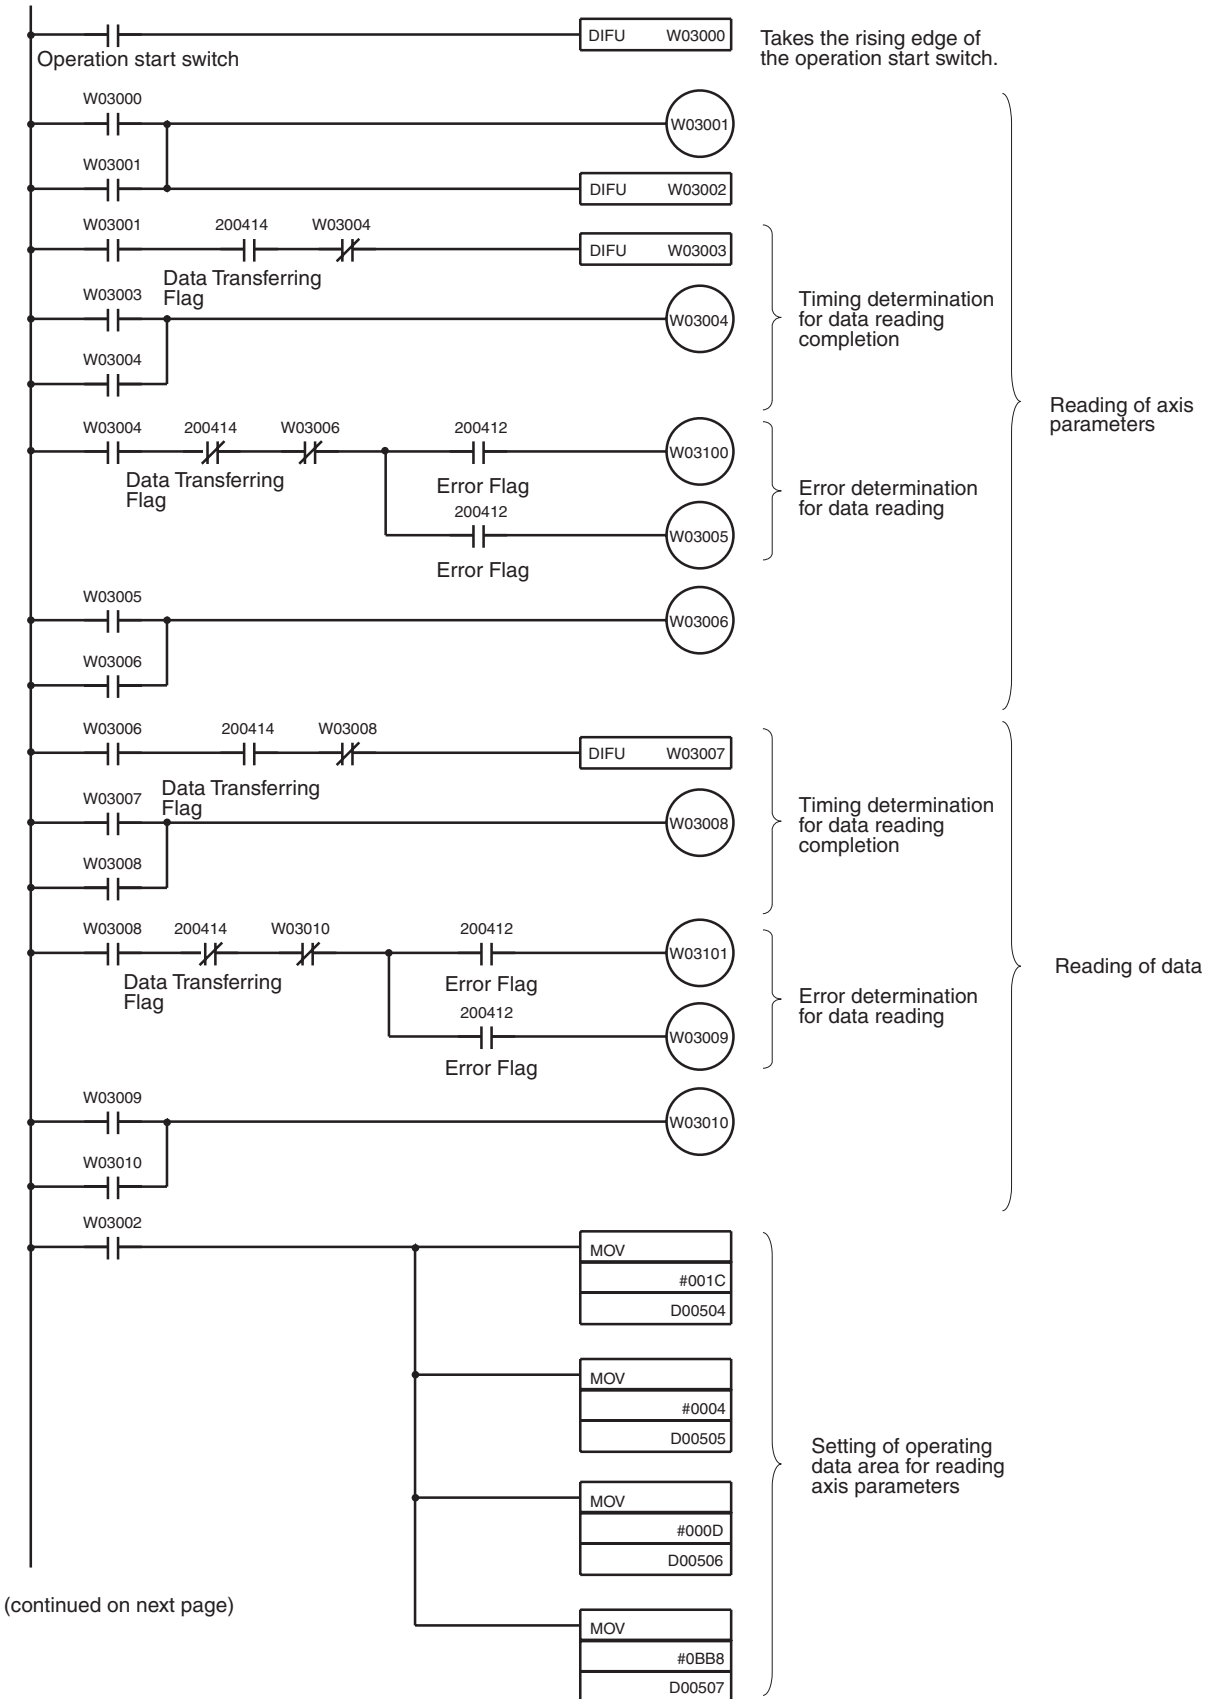 DIFU W03000
Takes the rising edge of
the operation start switch.
Operation start switch
W03000
W03001
W03001
DIFU W03002
W03001 200414 W03004
DIFU W03003
Data Transferring
Flag
W03003
W03004
W03004
Timing determination
for data reading
completion
Reading of axis
parameters
W03004 200414 W03006 200412
W03100
Data Transferring
Flag
Error Flag
200412
W03005
Error Flag
Error determination
for data reading
W03005
W03006
W03006
W03006 200414 W03008
DIFU W03007
Data Transferring
Flag
W03007
W03008
W03008
Timing determination
for data reading
completion
Reading of data
W03008 200414 W03010 200412
W03101
Data Transferring
Flag
Error Flag
200412
W03009
Error Flag
Error determination
for data reading
W03009
W03010
W03010
W03002
MOV
#001C
D00504
MOV
#0004
D00505
Setting of operating
data area for reading
axis parameters
MOV
#000D
D00506
(continued on next page)
MOV
#0BB8
D00507